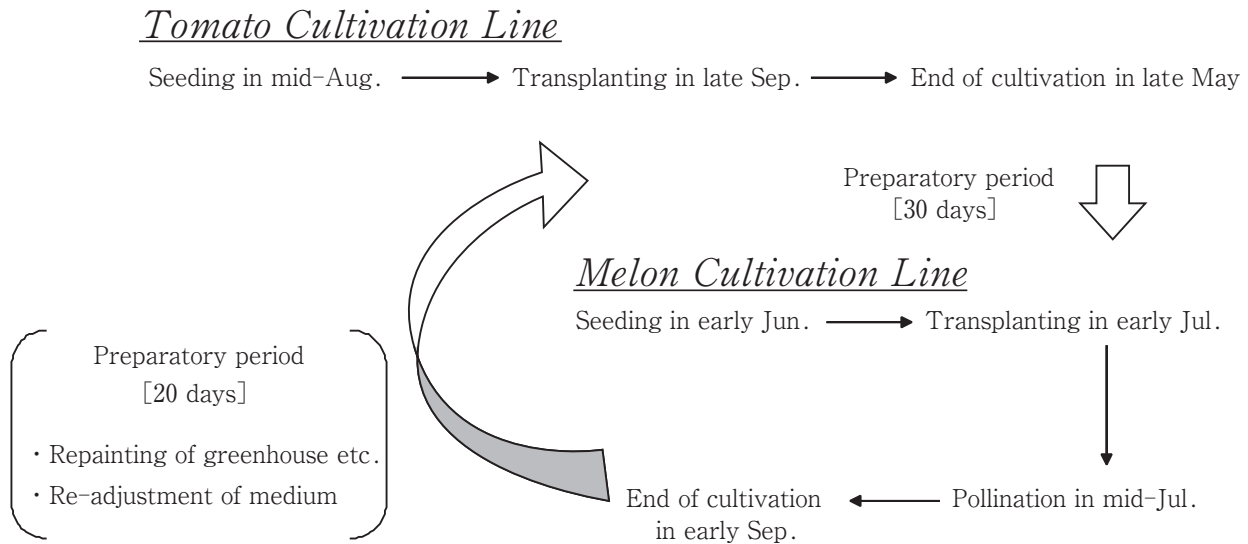 Tomato Cultivation Line
Seeding in mid-Aug.
Transplanting in late Sep.
End of cultivation in late May
Preparatory period
[30 days]
Melon Cultivation Line
Seeding in early Jun.
Transplanting in early Jul.
Preparatory period
[20 days]
・Repainting of greenhouse etc.
・Re-adjustment of medium
End of cultivation
in early Sep.
Pollination in mid-Jul.